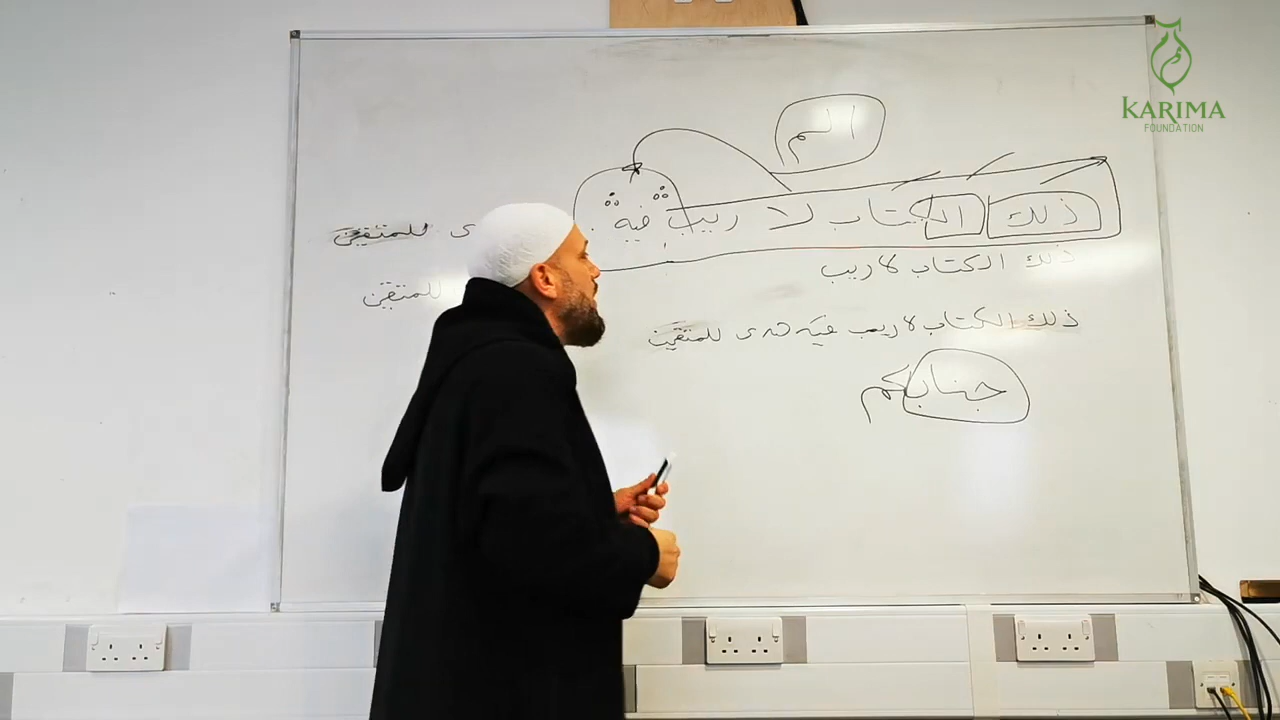 KARIMA
FOUNDATION
الم
ذلك الكتاب لا ريب فيه ى للمتقين
ذلك الكتاب لا ريب
للمتقين
ذلك الكتاب لا ريب فيه هدى للمتقين
جنابكم